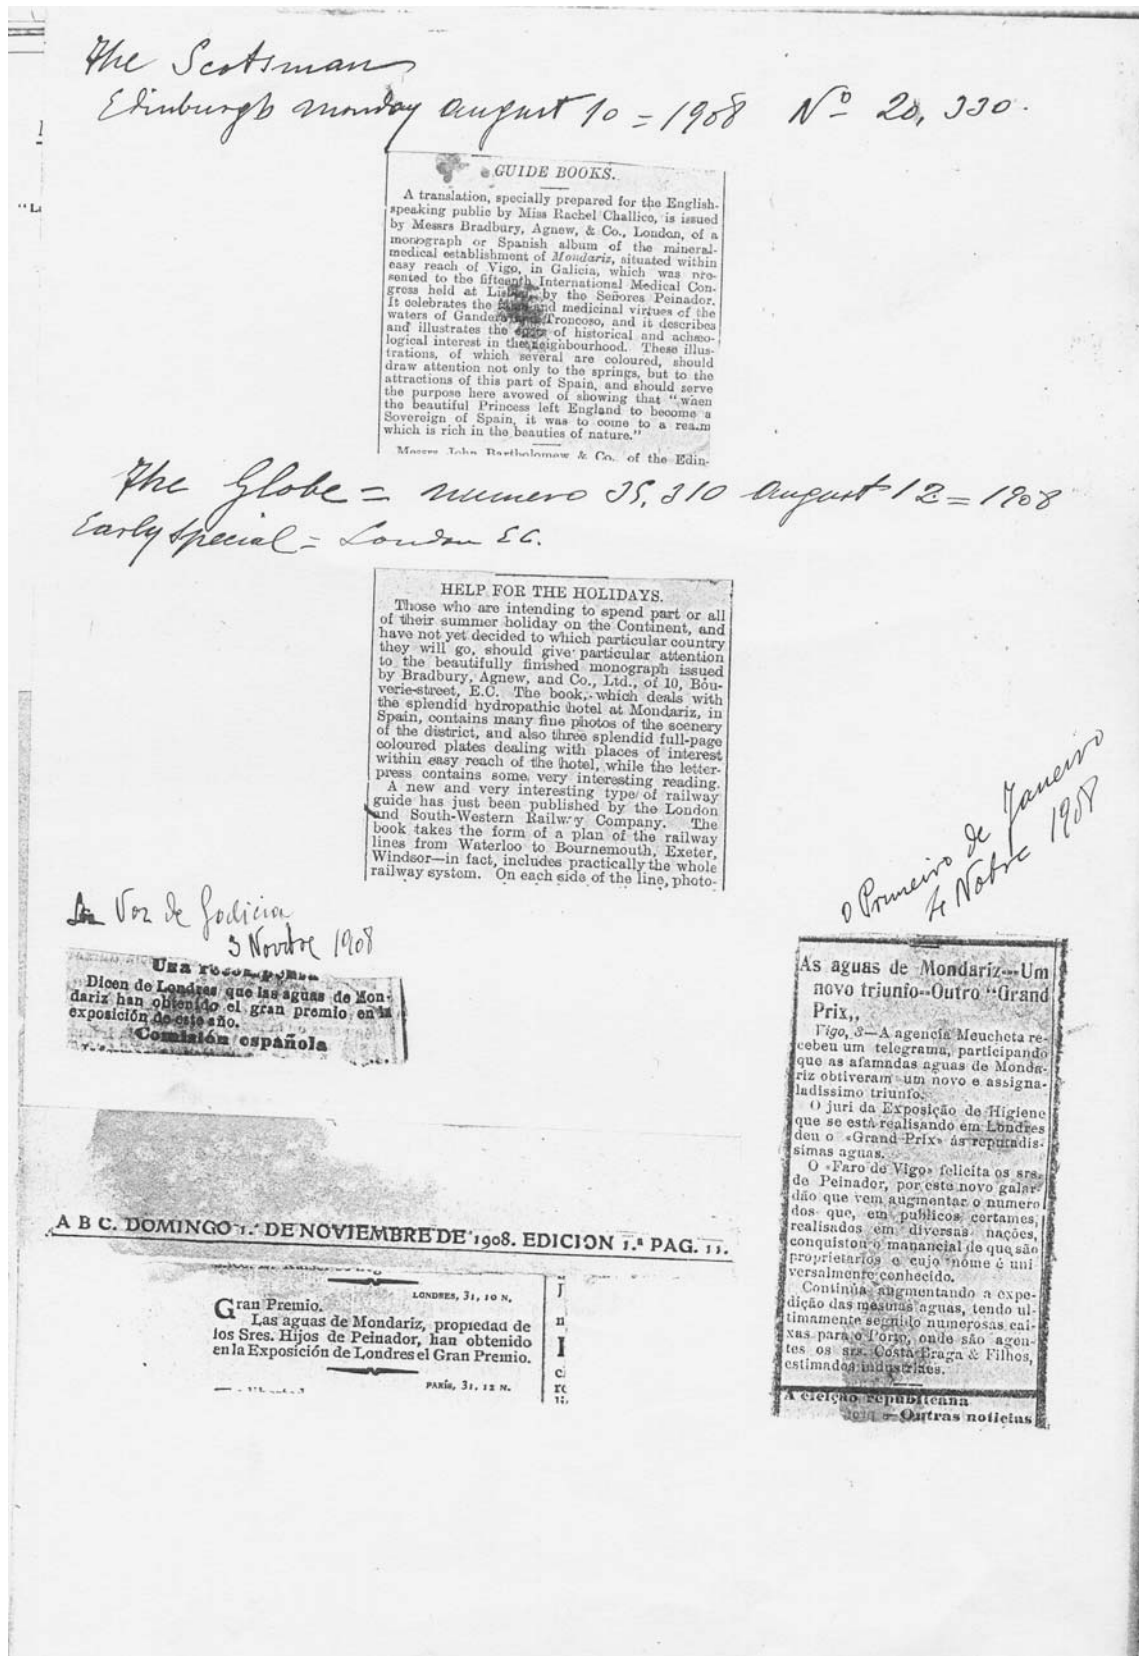 The Scotsman
Edinburgh monday august 10 = 1908 Nº 20,330.
GUIDE BOOKS.
A translation, specially prepared for the English-
speaking public by Miss Rachel Challice, is issued
by Messrs Bradbury, Agnew, & Co., London, of a
monograph or Spanish album of the mineral-
medical establishment of Mondariz, situated within
easy reach of Vigo, in Galicia, which was pre-
sented to the fifteenth International Medical Con-
gress held at by the Señores Peinador.
It celebrates the and medicinal virtues of the
waters of Gandera Troncoso, and it describes
and illustrates the of historical and achæo-
logical interest in the neighbourhood. These illus-
trations, of which several are coloured, should
draw attention not only to the springs, but to the
attractions of this part of Spain, and should serve
the purpose here avowed of showing that "when
the beautiful Princess left England to become a
Sovereign of Spain, it was to come to a realm
which is rich in the beauties of nature."
Messrs John Bartholomew & Co. of the Edin-
The Globe = numero 35,310 august 12 = 1908
Early special = London E.C.
HELP FOR THE HOLIDAYS.
Those who are intending to spend part or all
of their summer holiday on the Continent, and
have not yet decided to which particular country
they will go, should give particular attention
to the beautifully finished monograph issued
by Bradbury, Agnew, and Co., Ltd., of 10, Bou-
verie-street, E.C. The book, which deals with
the splendid hydropathic hotel at Mondariz, in
Spain, contains many fine photos of the scenery
of the district, and also three splendid full-page
coloured plates dealing with places of interest
within easy reach of the hotel, while the letter-
press contains some very interesting reading.
A new and very interesting type of railway
guide has just been published by the London
and South-Western Railway Company. The
book takes the form of a plan of the railway
lines from Waterloo to Bournemouth, Exeter,
Windsor—in fact, includes practically the whole
railway system. On each side of the line, photo-
La Voz de Galicia
3 Novbre 1908
Una
Dicen de Londres que las aguas de Mon-
dariz han obtenido el gran premio en la
exposición de este año.
Comisión española
O Primeiro de Janeiro
4 Nobre 1908
As aguas de Mondariz---Um
novo triunfo--Outro "Grand
Prix,,
Vigo, 3—A agencia Meucheta re-
cebeu um telegrama, participando
que as afamadas aguas de Monda-
riz obtiveram um novo e assigna-
ladissimo triunfo.
O juri da Exposição de Higiene
que se está realisando em Londres
deu o «Grand Prix» ás reputadis-
simas aguas.
O «Faro de Vigo» felicita os srs.
de Peinador, por este novo galar-
dão que vem augmentar o numero
dos que, em publicos certames,
realisados em diversas nações,
conquistou o manancial de que são
proprietarios e cujo nome é uni
versalmente conhecido.
Continúa augmentando a expe-
dição das mesmas aguas, tendo ul-
timamente seguido numerosas cai-
xas para o Porto, onde são agen-
tes os srs. Costa Braga & Filhos,
estimados industriaes.
A eleição republicana
Outras noticias
A B C. DOMINGO 1.º DE NOVIEMBRE DE 1908. EDICION 1.ª PAG. 11.
LONDRES, 31, 10 N.
Gran Premio.
Las aguas de Mondariz, propiedad de
los Sres. Hijos de Peinador, han obtenido
en la Exposición de Londres el Gran Premio.
PARÍS, 31, 12 N.